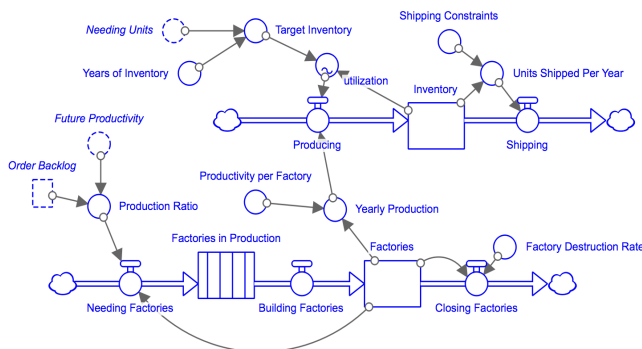 Needing Units
Target Inventory
Shipping Constraints
Years of Inventory
utilization
Inventory
Units Shipped Per Year
Future Productivity
Producing
Shipping
Order Backlog
Productivity per Factory
Production Ratio
Yearly Production
Factories in Production
Factories
Factory Destruction Rate
Needing Factories
Building Factories
Closing Factories